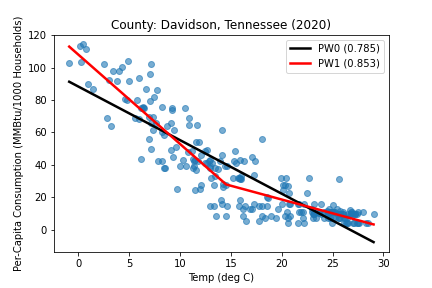 County: Davidson, Tennessee (2020)
PW0 (0.785)
PW1 (0.853)
Per-Capita Consumption (MMBtu/1000 Households)
120
100
80
60
40
20
0
0 5 10 15 20 25 30
Temp (deg C)